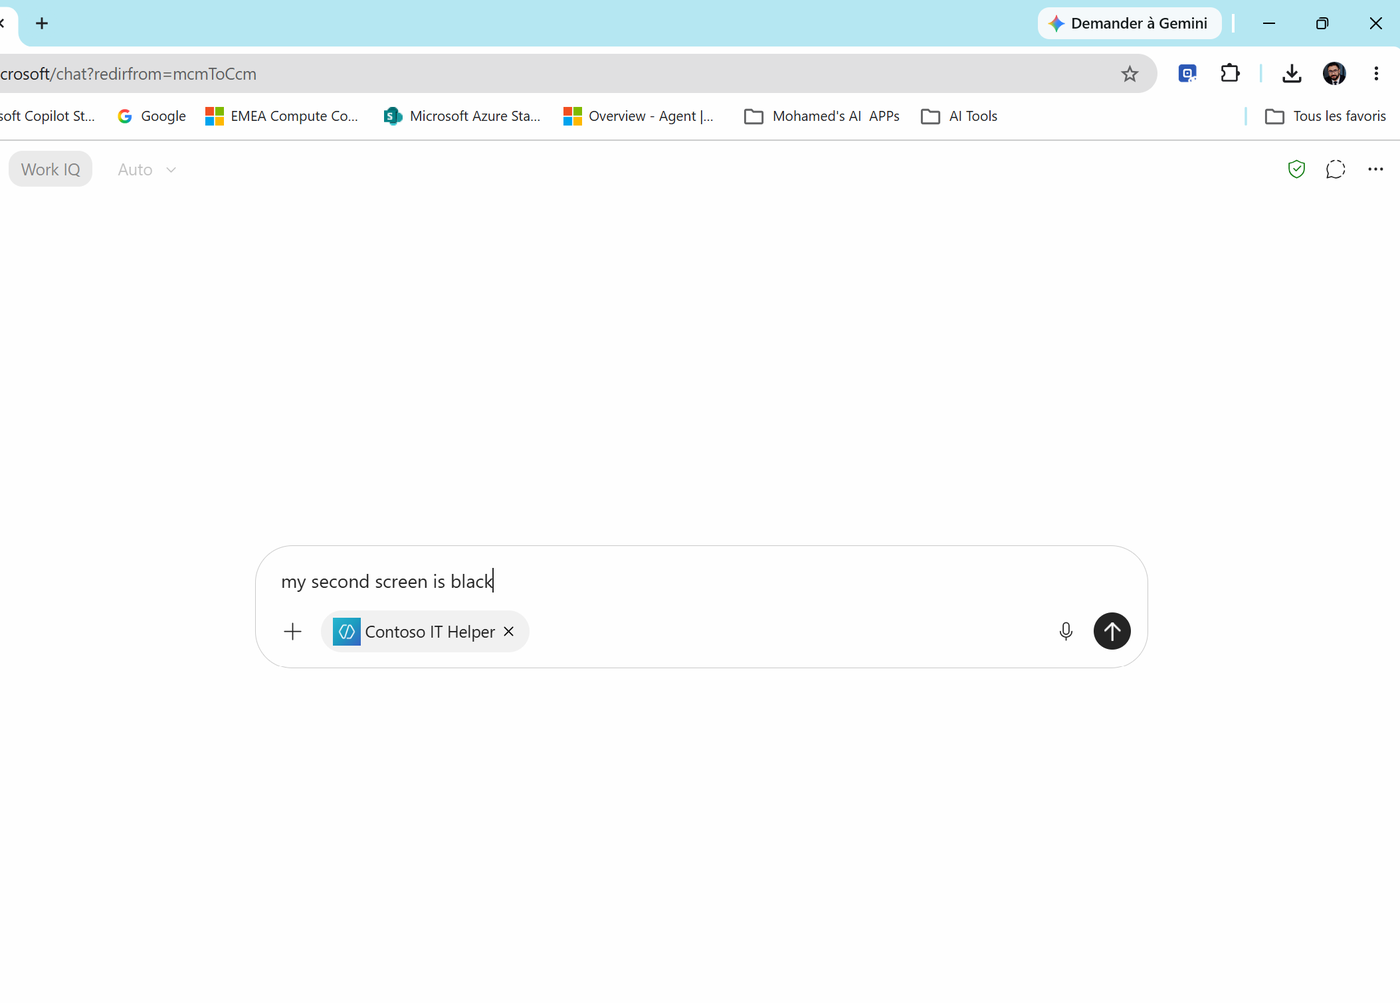 Demander à Gemini
crosoft/chat?redirfrom=mcmToCcm
soft Copilot St... Google EMEA Compute Co... Microsoft Azure Sta... Overview - Agent |... Mohamed's AI APPs AI Tools Tous les favoris
Work IQ Auto
my second screen is black
Contoso IT Helper